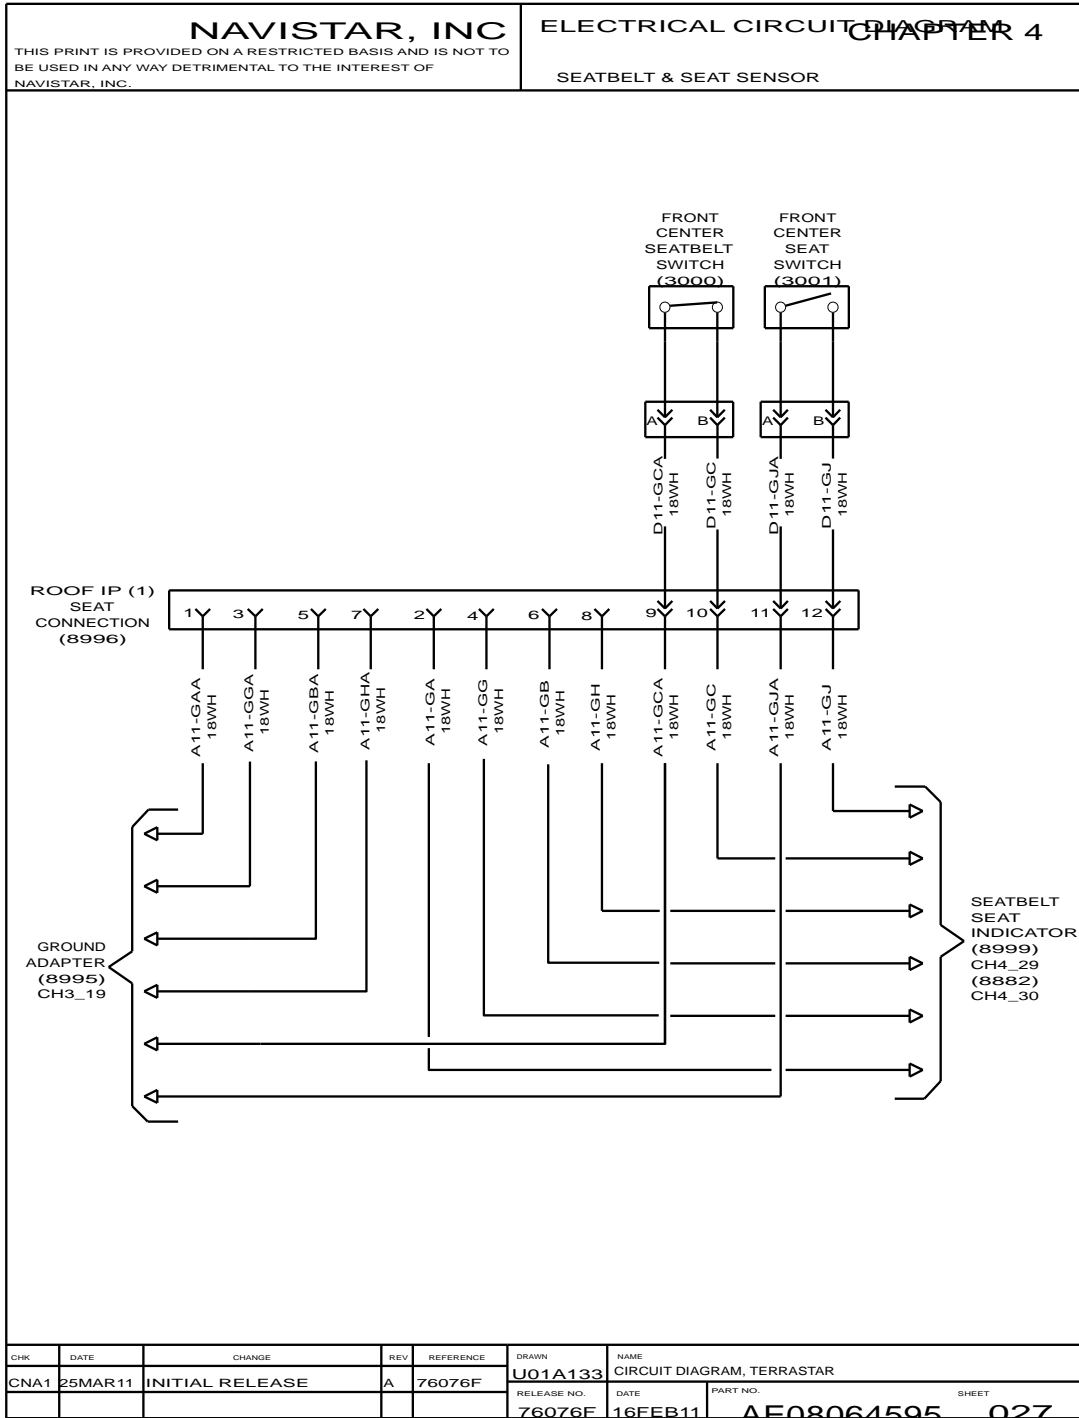 NAVISTAR, INC
THIS PRINT IS PROVIDED ON A RESTRICTED BASIS AND IS NOT TO
BE USED IN ANY WAY DETRIMENTAL TO THE INTEREST OF
NAVISTAR, INC.
ELECTRICAL CIRCUIT DIAGRAM
CHAPTER 4
SEATBELT & SEAT SENSOR
FRONT
CENTER
SEATBELT
SWITCH
(3000)
FRONT
CENTER
SEAT
SWITCH
(3001)
A B A B
D11-GCA
18WH
D11-GC
18WH
D11-GJA
18WH
D11-GJ
18WH
ROOF IP (1)
SEAT
CONNECTION
(8996)
1 3 5 7 2 4 6 8 9 10 11 12
A11-GAA
18WH
A11-GGA
18WH
A11-GBA
18WH
A11-GHA
18WH
A11-GA
18WH
A11-GG
18WH
A11-GB
18WH
A11-GH
18WH
A11-GCA
18WH
A11-GC
18WH
A11-GJA
18WH
A11-GJ
18WH
GROUND
ADAPTER
(8995)
CH3_19
SEATBELT
SEAT
INDICATOR
(8999)
CH4_29
(8882)
CH4_30
CHK DATE CHANGE REV REFERENCE
CNA1 25MAR11 INITIAL RELEASE A 76076F
DRAWN
U01A133
NAME
CIRCUIT DIAGRAM, TERRASTAR
RELEASE NO. DATE PART NO. SHEET
76076F 16FEB11 AE08064595 027